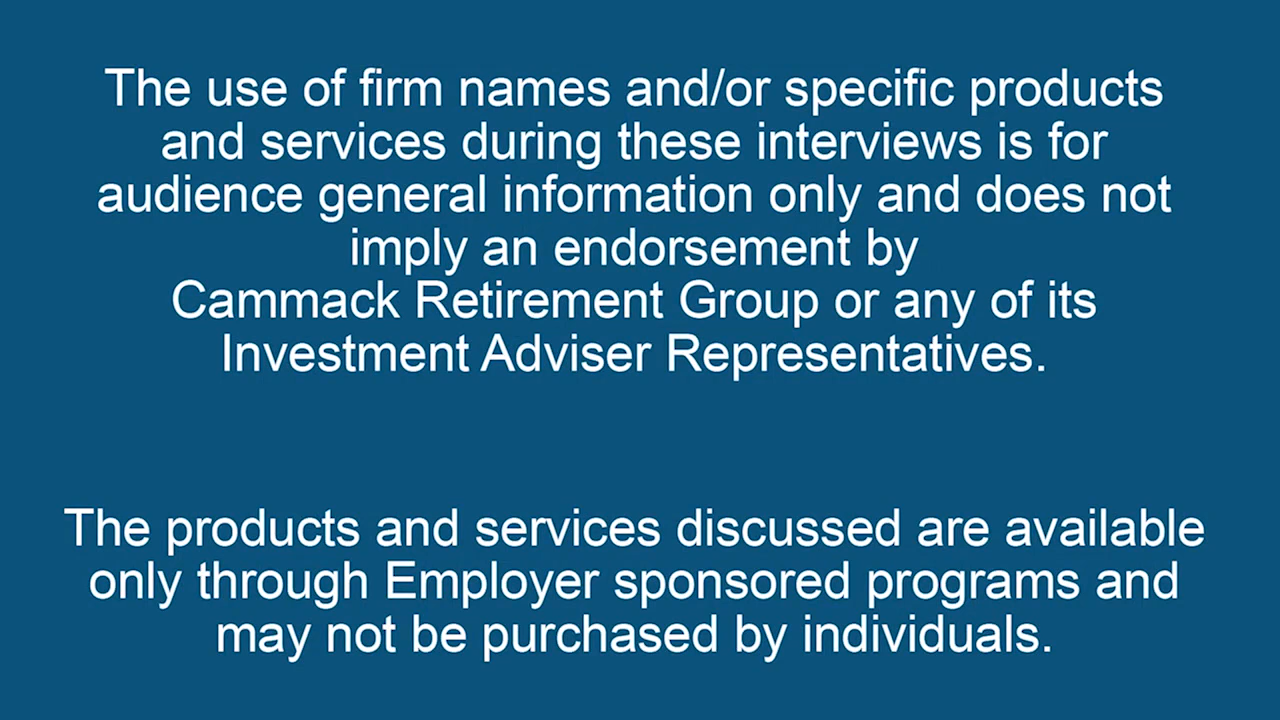 The use of firm names and/or specific products
and services during these interviews is for
audience general information only and does not
imply an endorsement by
Cammack Retirement Group or any of its
Investment Adviser Representatives.
The products and services discussed are available
only through Employer sponsored programs and
may not be purchased by individuals.